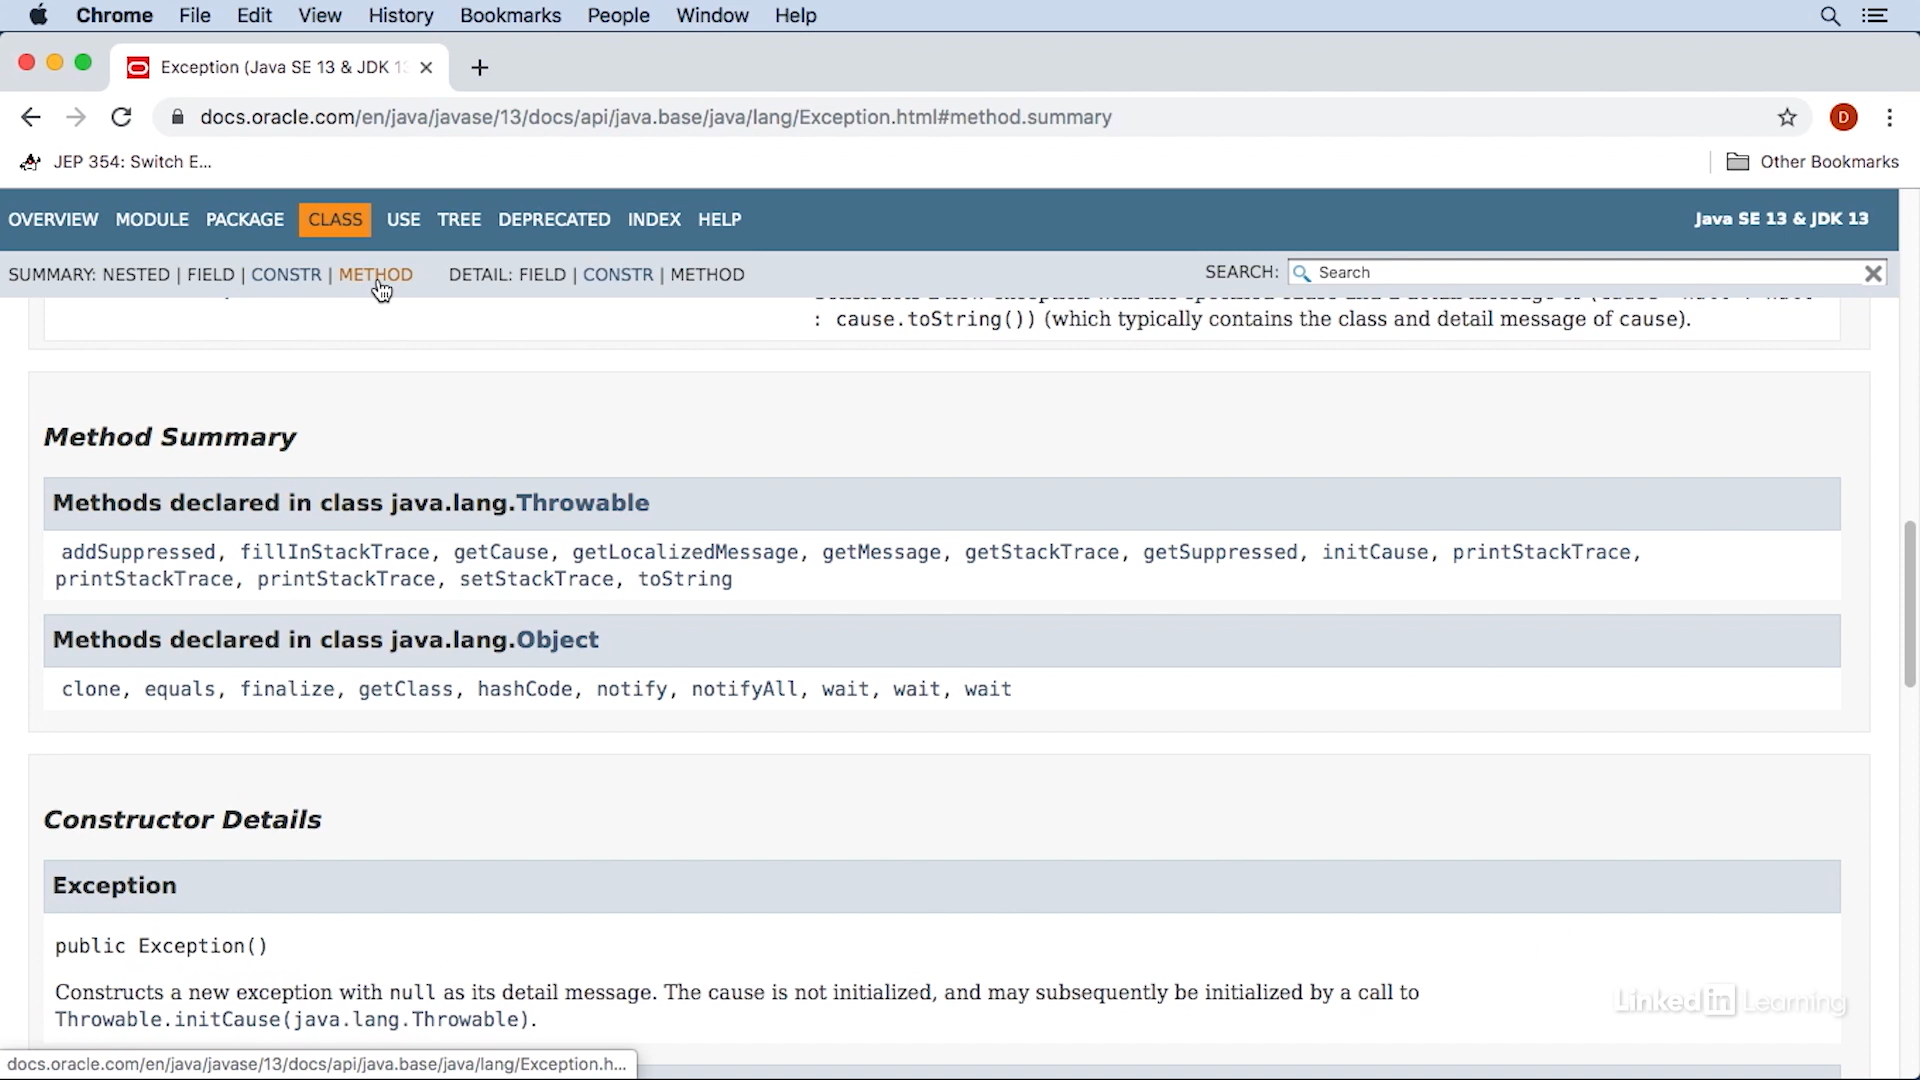 Chrome File Edit View History Bookmarks People Window Help
Exception (Java SE 13 & JDK 13
docs.oracle.com/en/java/javase/13/docs/api/java.base/java/lang/Exception.html#method.summary
D
JEP 354: Switch E...
Other Bookmarks
OVERVIEW MODULE PACKAGE CLASS USE TREE DEPRECATED INDEX HELP
Java SE 13 & JDK 13
SUMMARY: NESTED | FIELD | CONSTR | METHOD DETAIL: FIELD | CONSTR | METHOD
SEARCH: Search
: cause.toString()) (which typically contains the class and detail message of cause).
Method Summary
Methods declared in class java.lang.Throwable
addSuppressed, fillInStackTrace, getCause, getLocalizedMessage, getMessage, getStackTrace, getSuppressed, initCause, printStackTrace,
printStackTrace, printStackTrace, setStackTrace, toString
Methods declared in class java.lang.Object
clone, equals, finalize, getClass, hashCode, notify, notifyAll, wait, wait, wait
Constructor Details
Exception
public Exception()
Constructs a new exception with null as its detail message. The cause is not initialized, and may subsequently be initialized by a call to
Throwable.initCause(java.lang.Throwable).
LinkedIn Learning
docs.oracle.com/en/java/javase/13/docs/api/java.base/java/lang/Exception.h...